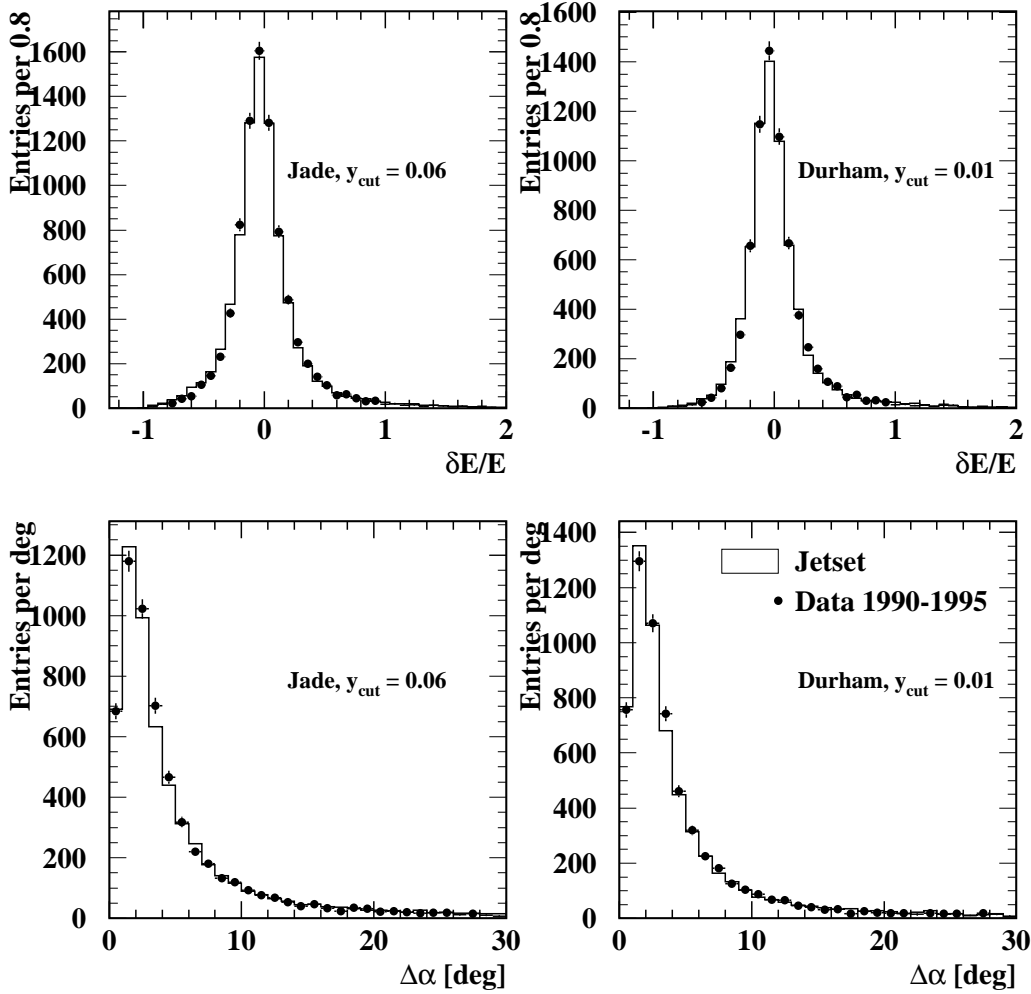 Entries per 0.8
1600
1400
1200
1000
800
600
400
200
0
Jade, y_cut = 0.06
-1 0 1 2
δE/E
Entries per 0.8
1600
1400
1200
1000
800
600
400
200
0
Durham, y_cut = 0.01
-1 0 1 2
δE/E
Entries per deg
1200
1000
800
600
400
200
0
Jade, y_cut = 0.06
0 10 20 30
Δα [deg]
Entries per deg
1400
1200
1000
800
600
400
200
0
Jetset
Data 1990-1995
Durham, y_cut = 0.01
0 10 20 30
Δα [deg]